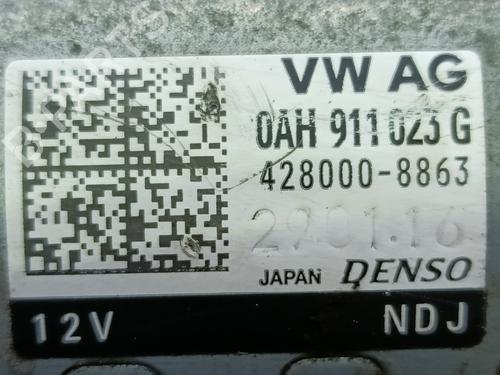 VW AG
0AH 911 023 G
428000-8863
29.01.16
JAPAN DENSO
12V NDJ